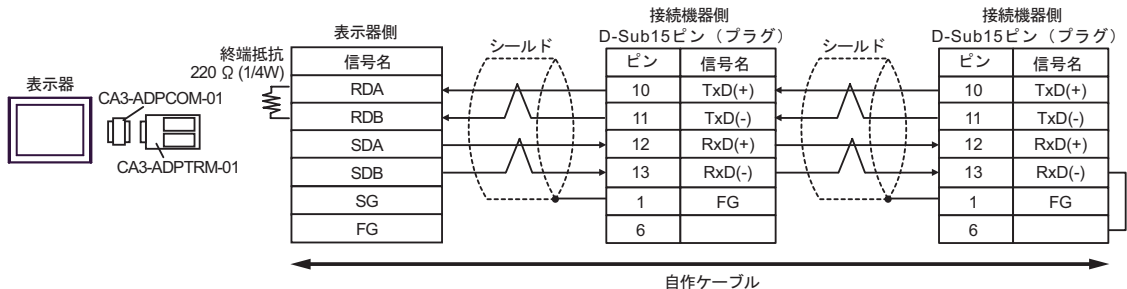 表示器
CA3-ADPCOM-01
CA3-ADPTRM-01
終端抵抗
220 Ω (1/4W)
表示器側
信号名
RDA
RDB
SDA
SDB
SG
FG
シールド
接続機器側
D-Sub15ピン（プラグ）
ピン 信号名
10 TxD(+)
11 TxD(-)
12 RxD(+)
13 RxD(-)
1 FG
6
シールド
接続機器側
D-Sub15ピン（プラグ）
ピン 信号名
10 TxD(+)
11 TxD(-)
12 RxD(+)
13 RxD(-)
1 FG
6
自作ケーブル